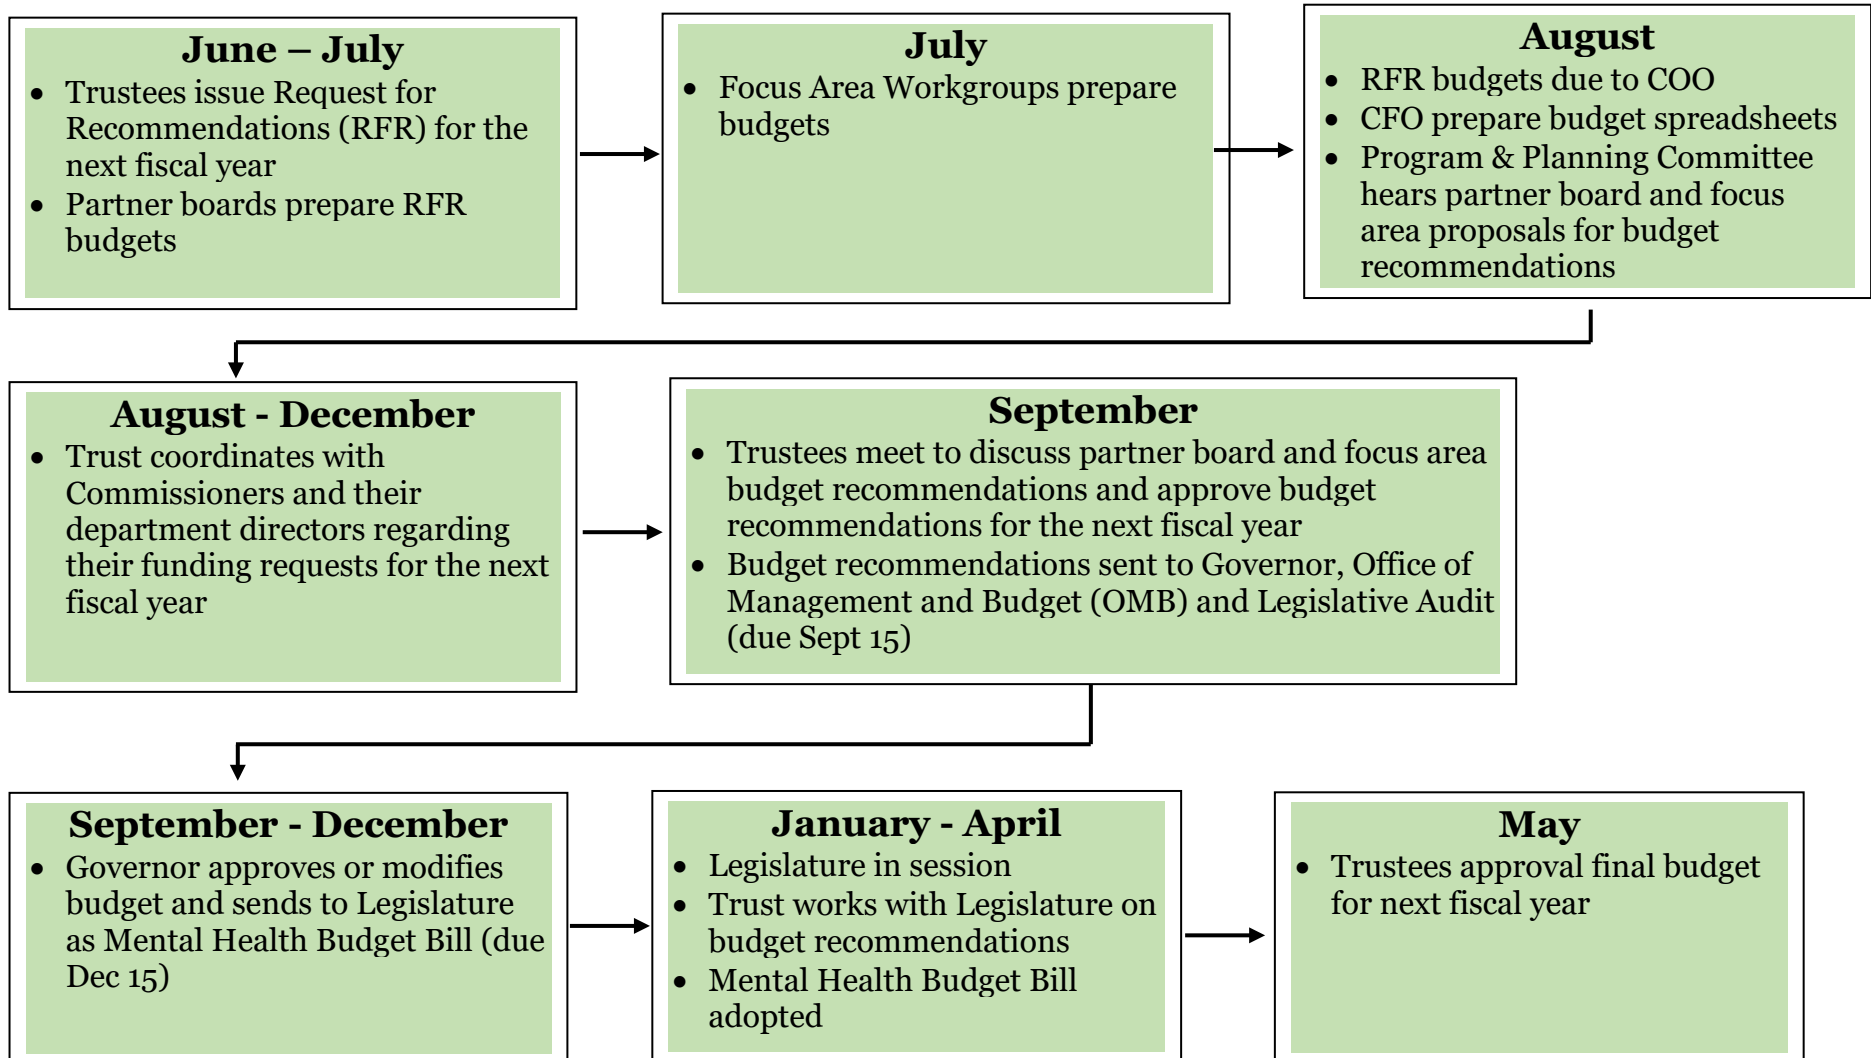 June – July
• Trustees issue Request for
Recommendations (RFR) for the
next fiscal year
• Partner boards prepare RFR
budgets
July
• Focus Area Workgroups prepare
budgets
August
• RFR budgets due to COO
• CFO prepare budget spreadsheets
• Program & Planning Committee
hears partner board and focus
area proposals for budget
recommendations
August - December
• Trust coordinates with
Commissioners and their
department directors regarding
their funding requests for the next
fiscal year
September
• Trustees meet to discuss partner board and focus area
budget recommendations and approve budget
recommendations for the next fiscal year
• Budget recommendations sent to Governor, Office of
Management and Budget (OMB) and Legislative Audit
(due Sept 15)
September - December
• Governor approves or modifies
budget and sends to Legislature
as Mental Health Budget Bill (due
Dec 15)
January - April
• Legislature in session
• Trust works with Legislature on
budget recommendations
• Mental Health Budget Bill
adopted
May
• Trustees approval final budget
for next fiscal year